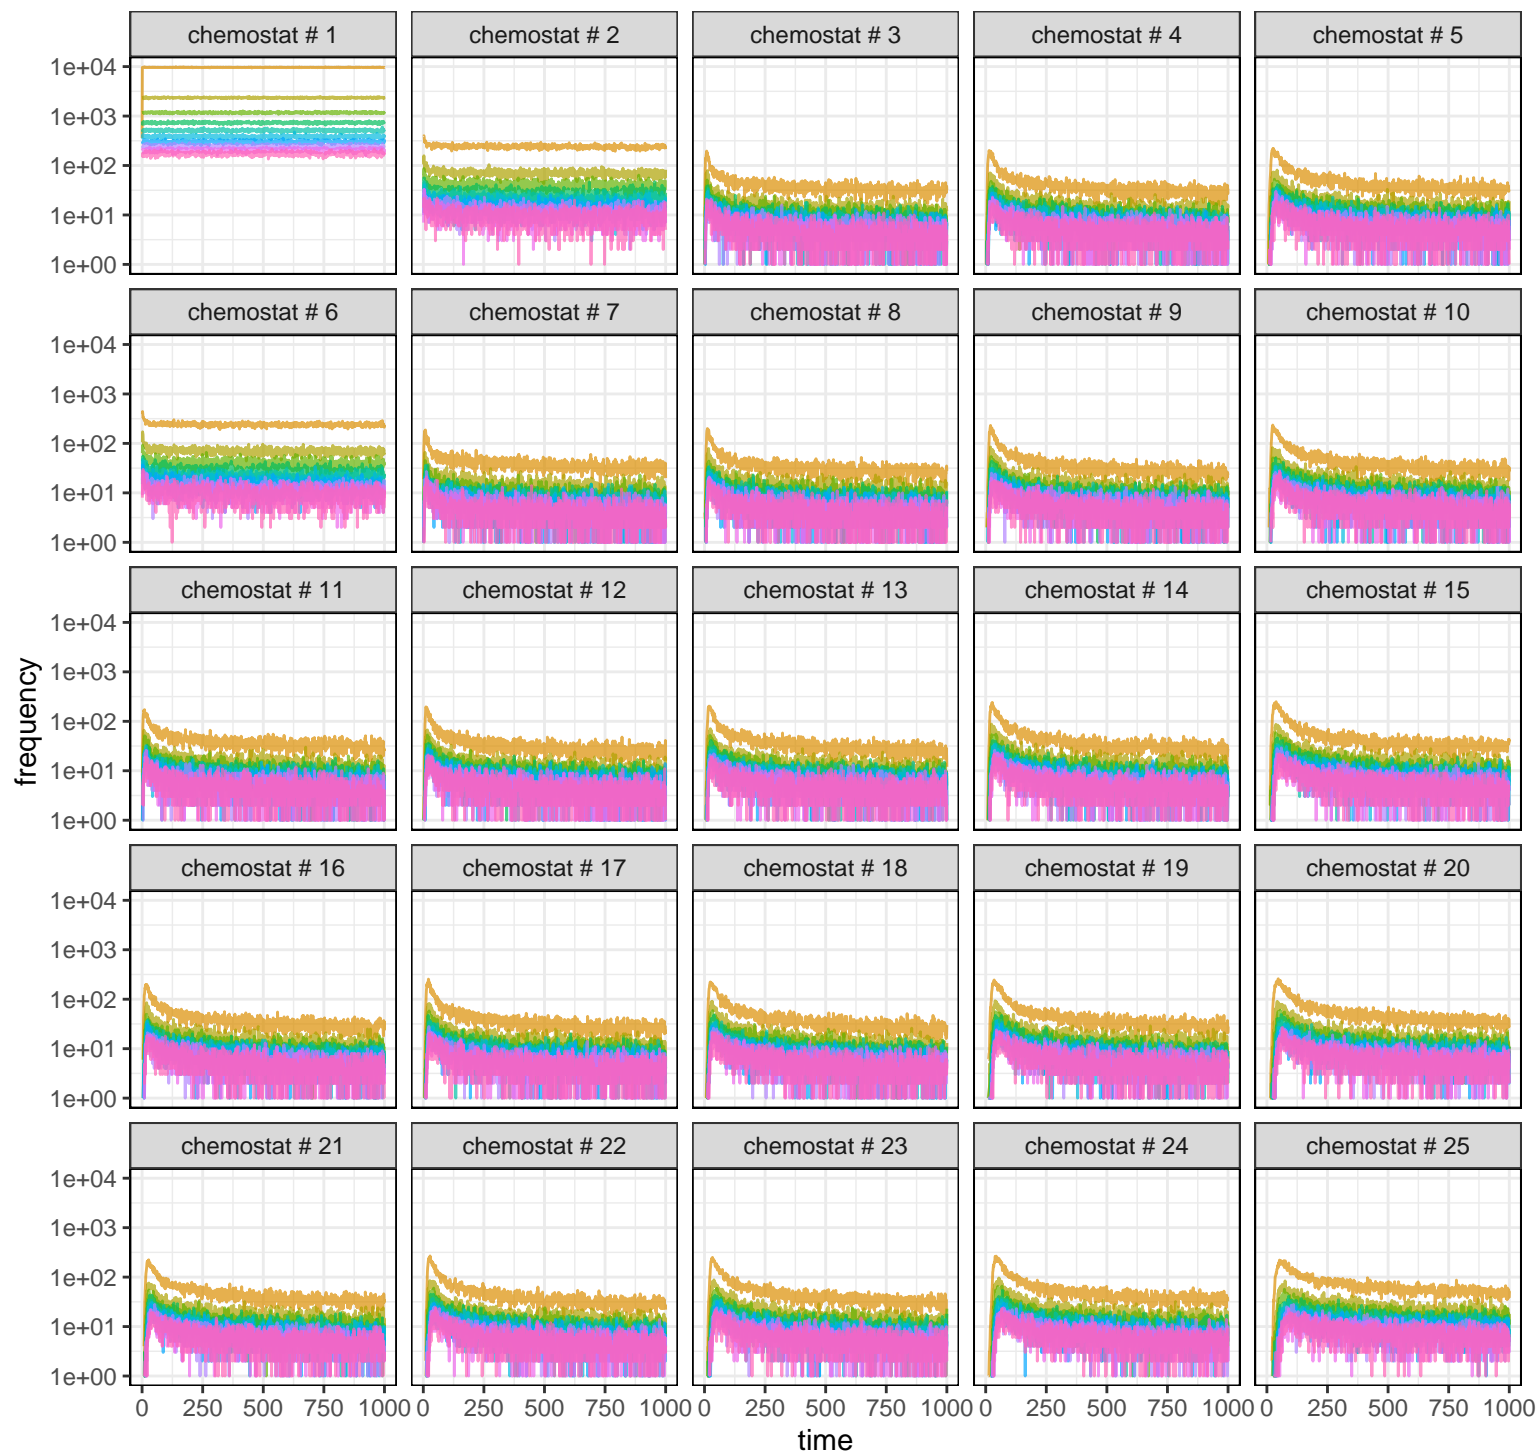 chemostat # 1 chemostat # 2 chemostat # 3 chemostat # 4 chemostat # 5
1e+04
1e+03
1e+02
1e+01
1e+00
chemostat # 6 chemostat # 7 chemostat # 8 chemostat # 9 chemostat # 10
1e+04
1e+03
1e+02
1e+01
1e+00
chemostat # 11 chemostat # 12 chemostat # 13 chemostat # 14 chemostat # 15
1e+04
1e+03
1e+02
1e+01
1e+00
frequency
chemostat # 16 chemostat # 17 chemostat # 18 chemostat # 19 chemostat # 20
1e+04
1e+03
1e+02
1e+01
1e+00
chemostat # 21 chemostat # 22 chemostat # 23 chemostat # 24 chemostat # 25
1e+04
1e+03
1e+02
1e+01
1e+00
0 250 500 750 1000 0 250 500 750 1000 0 250 500 750 1000 0 250 500 750 1000 0 250 500 750 1000
time